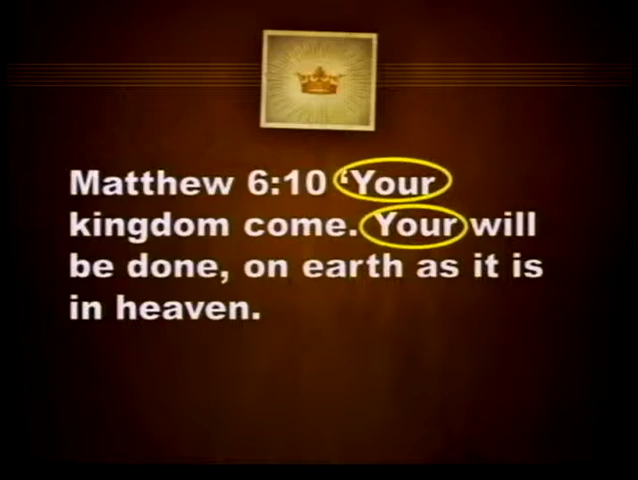 Matthew 6:10 ‘Your
kingdom come. Your will
be done, on earth as it is
in heaven.